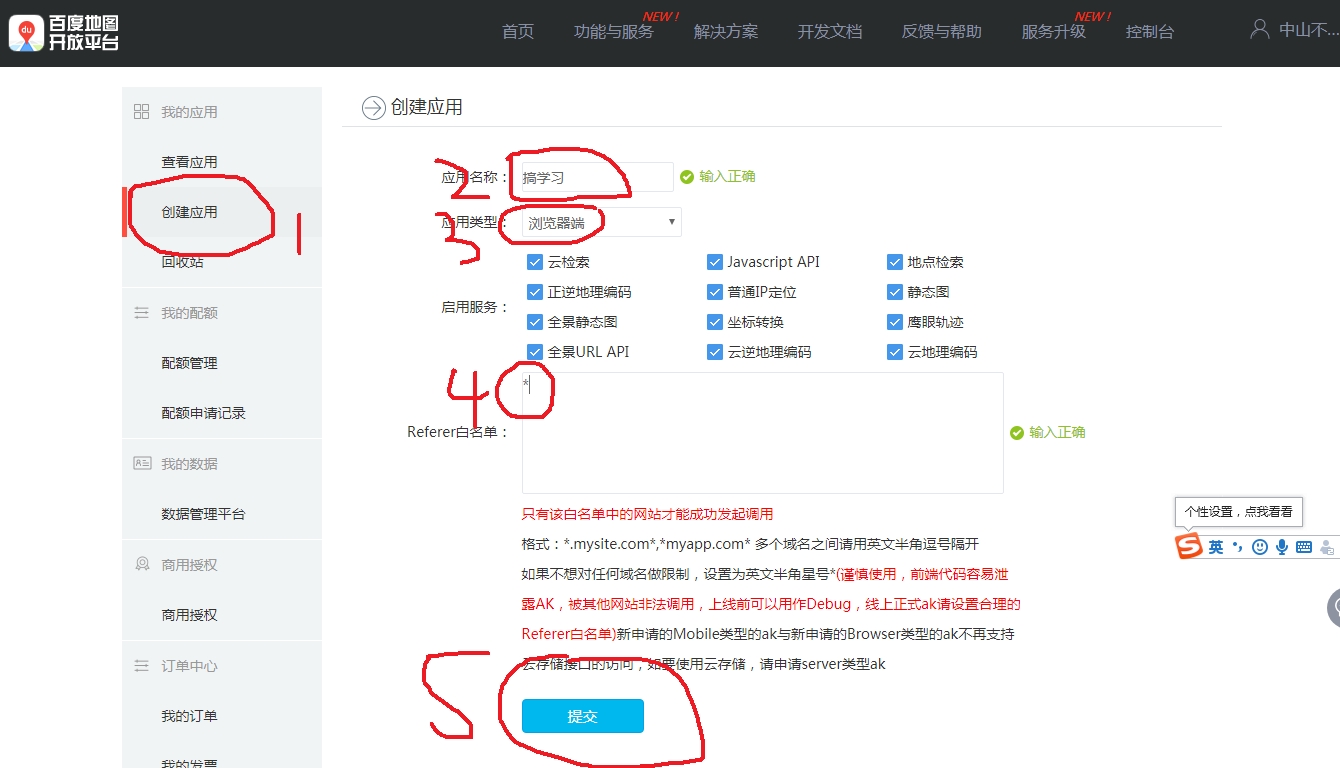 du
百度地图
开放平台
首页
功能与服务
NEW !
解决方案
开发文档
反馈与帮助
服务升级
NEW !
控制台
中山不...
我的应用
查看应用
创建应用
1
回收站
我的配额
配额管理
配额申请记录
我的数据
数据管理平台
商用授权
商用授权
订单中心
我的订单
我的发票
创建应用
2
应用名称：
搞学习
输入正确
3
应用类型：
浏览器端
启用服务：
云检索 Javascript API 地点检索
正逆地理编码 普通IP定位 静态图
全景静态图 坐标转换 鹰眼轨迹
全景URL API 云逆地理编码 云地理编码
4
*
Referer白名单：
输入正确
只有该白名单中的网站才能成功发起调用
格式：*.mysite.com*,*myapp.com* 多个域名之间请用英文半角逗号隔开
如果不想对任何域名做限制，设置为英文半角星号*(谨慎使用，前端代码容易泄
露AK，被其他网站非法调用，上线前可以用作Debug，线上正式ak请设置合理的
Referer白名单)新申请的Mobile类型的ak与新申请的Browser类型的ak不再支持
云存储接口的访问，如要使用云存储，请申请server类型ak
5
提交
个性设置，点我看看
S 英